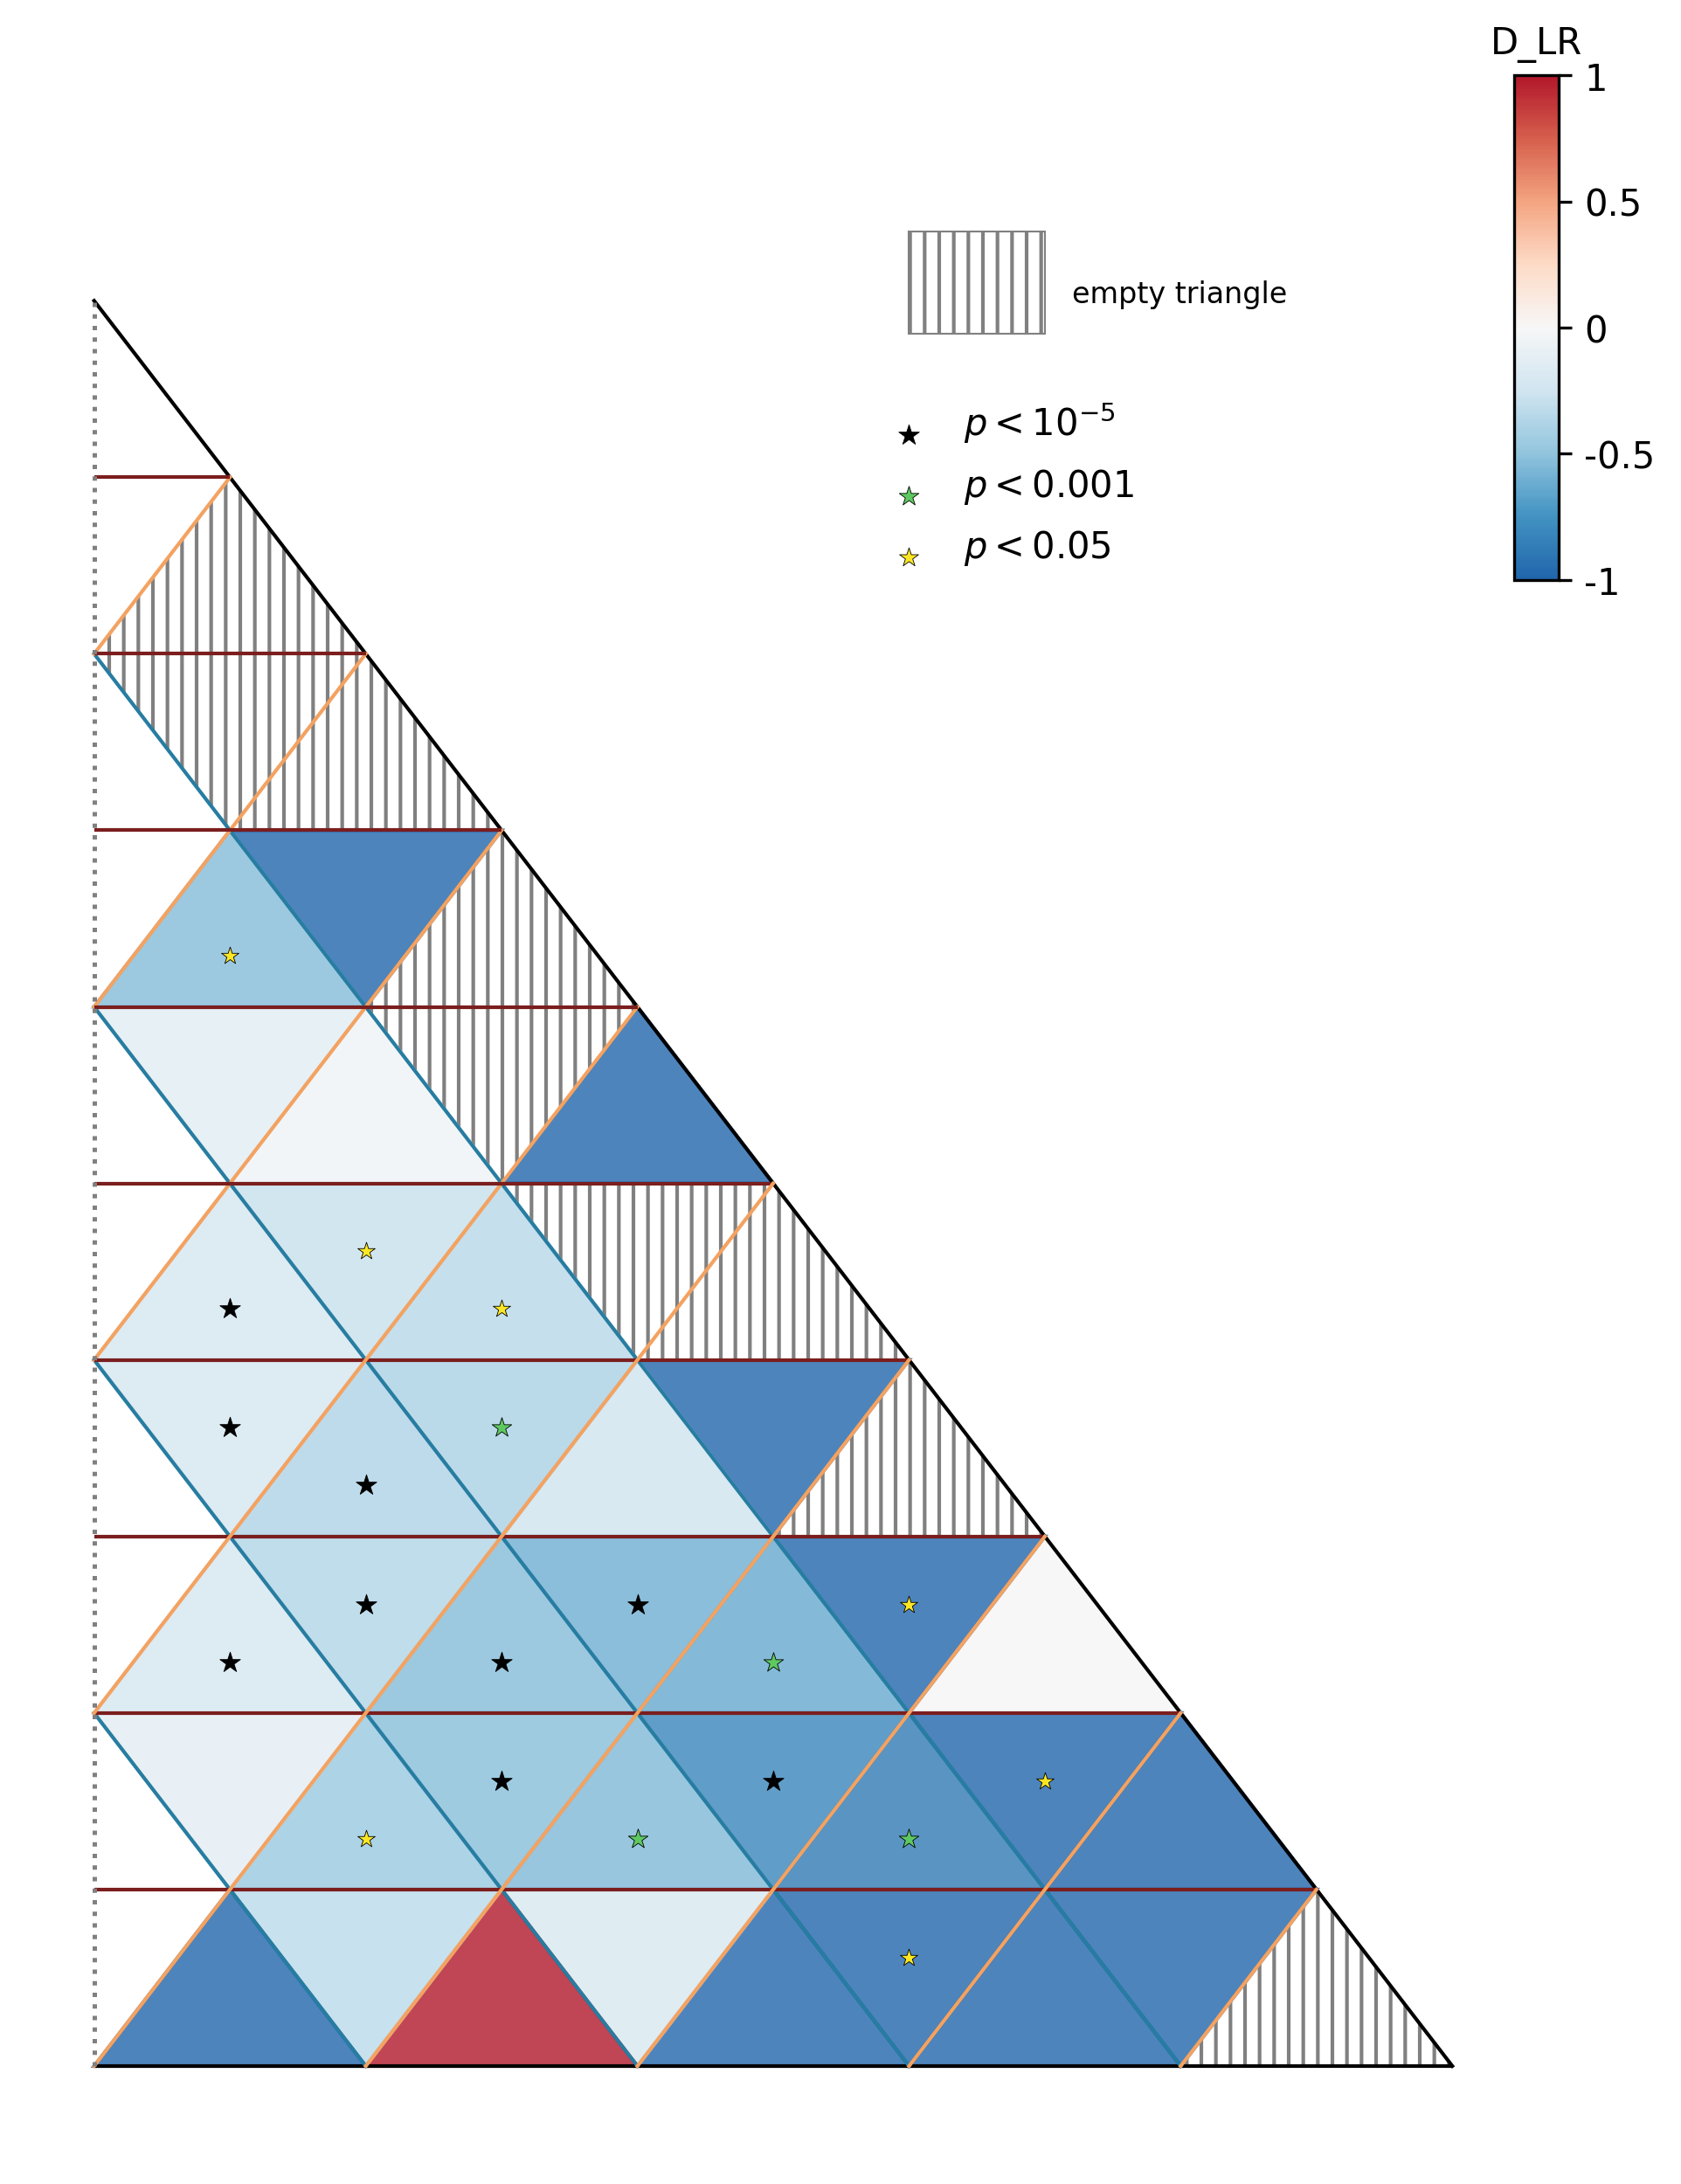 D_LR
1
0.5
0
-0.5
-1
empty triangle
p < 10⁻⁵
p < 0.001
p < 0.05